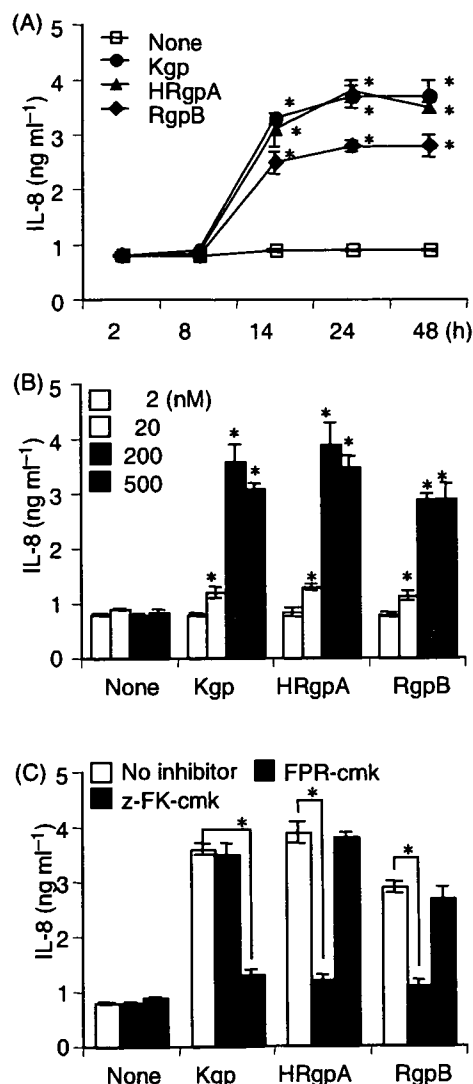 (A)
None
Kgp
HRgpA
RgpB
IL-8 (ng ml−1)
5
4
3
2
1
0
2 8 14 24 48 (h)
* * *
* * *
* * *
(B)
2 (nM)
20
200
500
IL-8 (ng ml−1)
5
4
3
2
1
0
* * *
* * *
* * *
None Kgp HRgpA RgpB
(C)
No inhibitor FPR-cmk
z-FK-cmk
IL-8 (ng ml−1)
5
4
3
2
1
0
* * *
None Kgp HRgpA RgpB